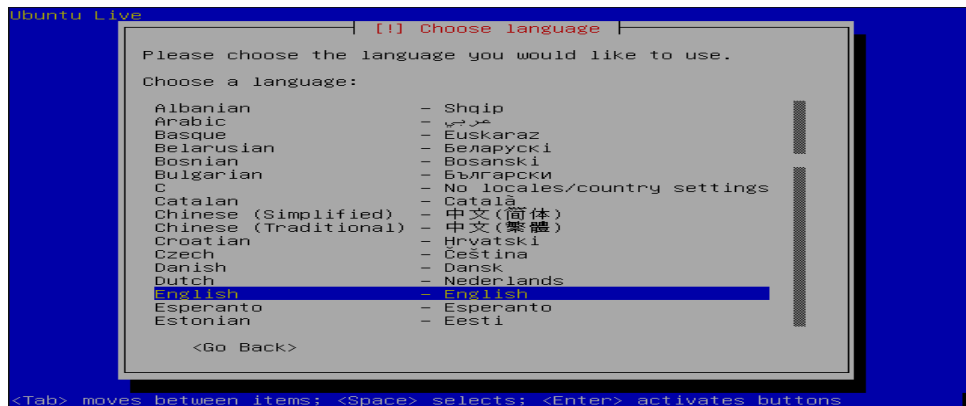 Ubuntu Live
[!] Choose language
Please choose the language you would like to use.
Choose a language:
Albanian - Shqip
Arabic - عربي
Basque - Euskaraz
Belarusian - Беларускі
Bosnian - Bosanski
Bulgarian - Български
C - No locales/country settings
Catalan - Català
Chinese (Simplified) - 中文(简体)
Chinese (Traditional) - 中文(繁體)
Croatian - Hrvatski
Czech - Čeština
Danish - Dansk
Dutch - Nederlands
English - English
Esperanto - Esperanto
Estonian - Eesti
<Go Back>
<Tab> moves between items; <Space> selects; <Enter> activates buttons